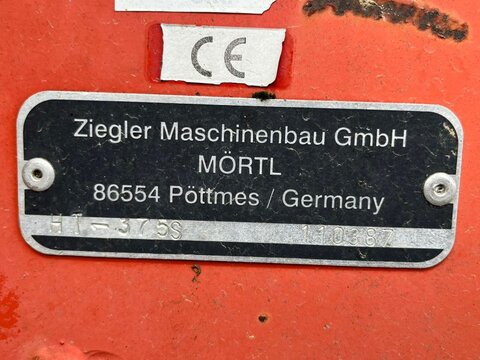 CE
Ziegler Maschinenbau GmbH
MÖRTL
86554 Pöttmes / Germany
HT-375S 110387